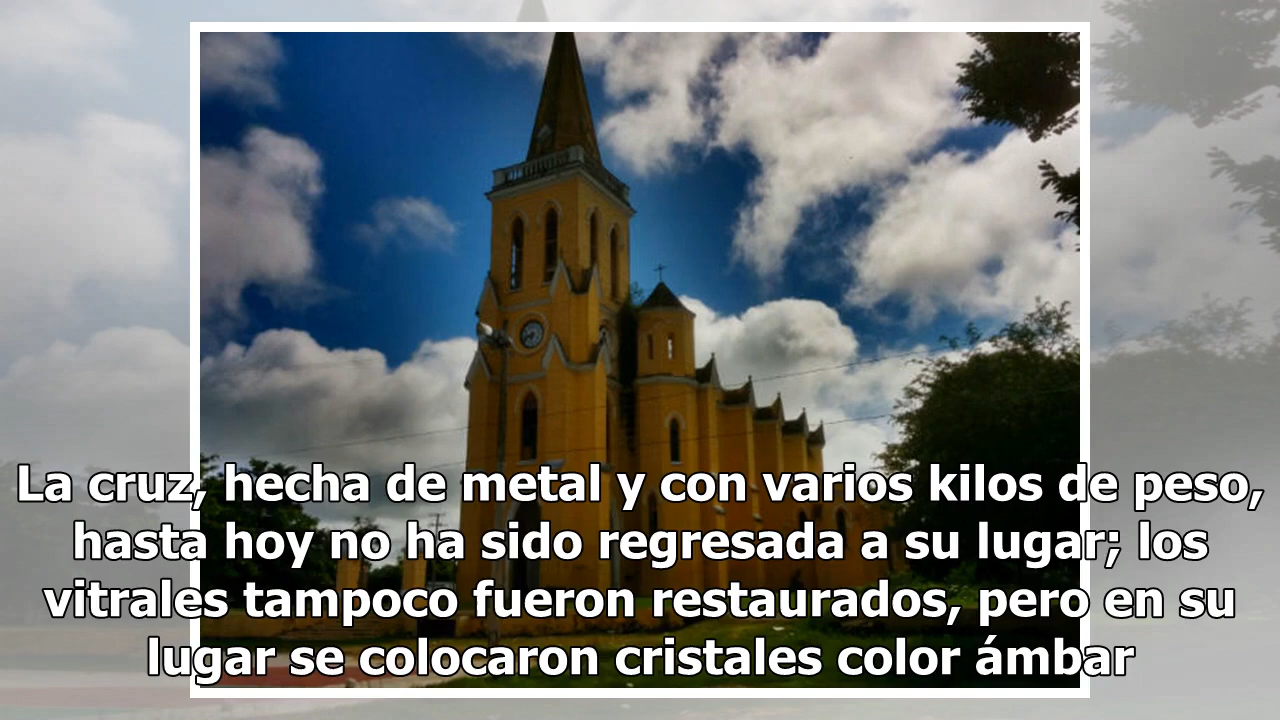 La cruz, hecha de metal y con varios kilos de peso,
hasta hoy no ha sido regresada a su lugar; los
vitrales tampoco fueron restaurados, pero en su
lugar se colocaron cristales color ámbar